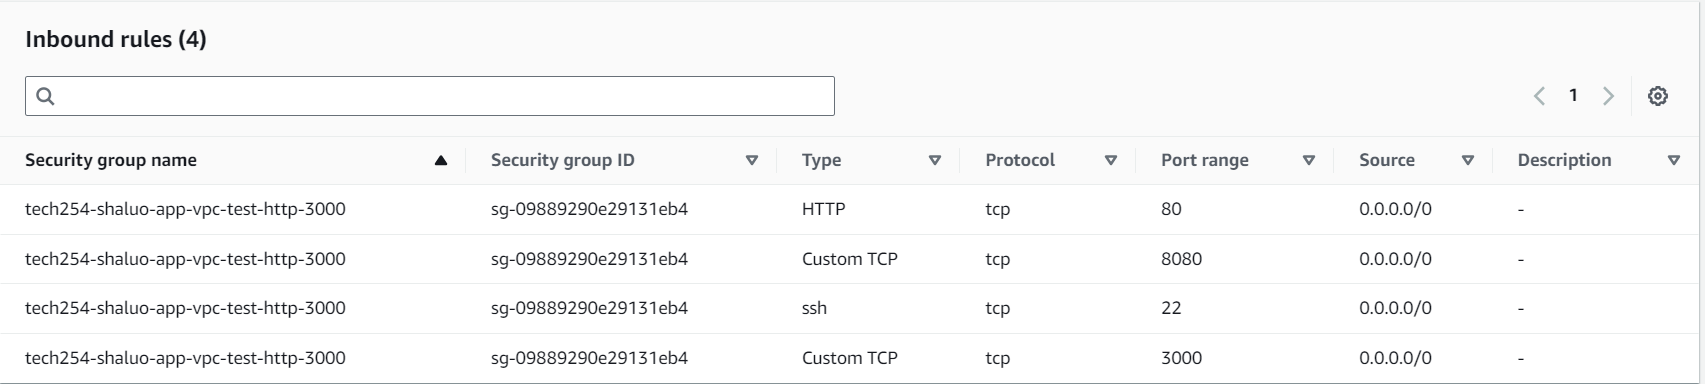 Inbound rules (4)
1
Security group name Security group ID Type Protocol Port range Source Description
tech254-shaluo-app-vpc-test-http-3000 sg-09889290e29131eb4 HTTP tcp 80 0.0.0.0/0 -
tech254-shaluo-app-vpc-test-http-3000 sg-09889290e29131eb4 Custom TCP tcp 8080 0.0.0.0/0 -
tech254-shaluo-app-vpc-test-http-3000 sg-09889290e29131eb4 ssh tcp 22 0.0.0.0/0 -
tech254-shaluo-app-vpc-test-http-3000 sg-09889290e29131eb4 Custom TCP tcp 3000 0.0.0.0/0 -